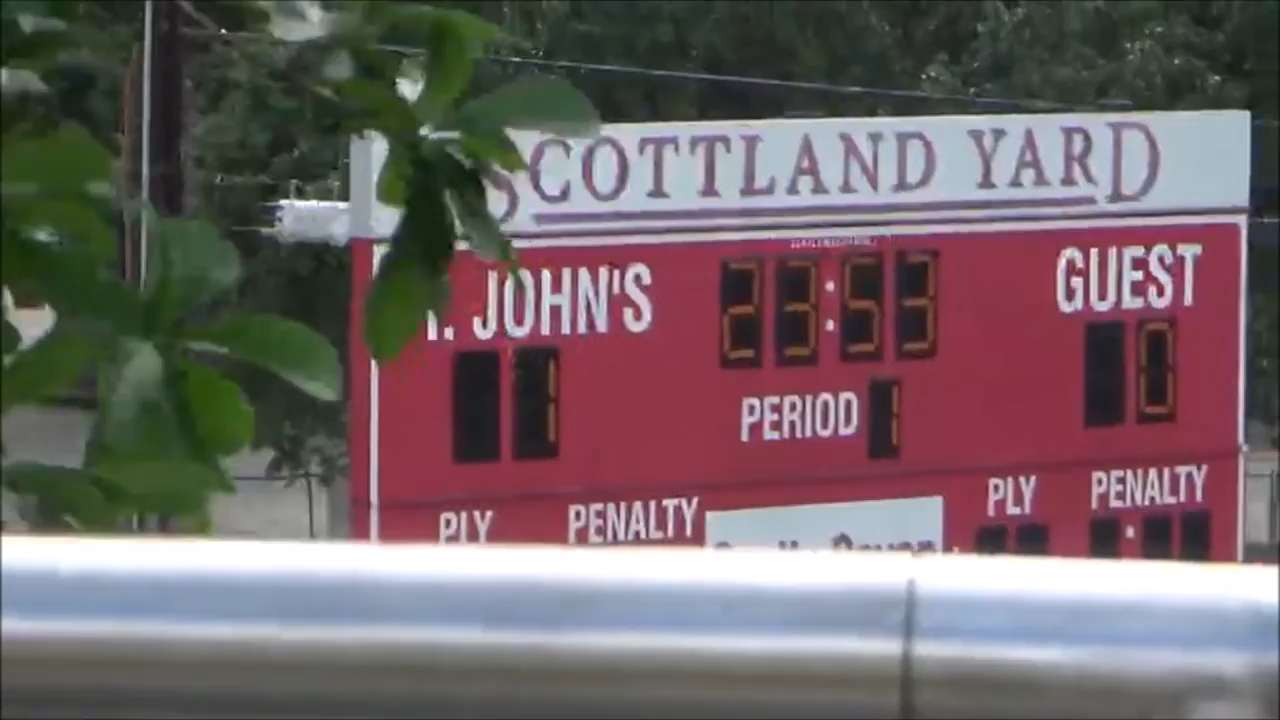 SCOTTLAND YARD
T. JOHN'S 23:53 GUEST
1 0
PERIOD 1
PLY PENALTY PLY PENALTY